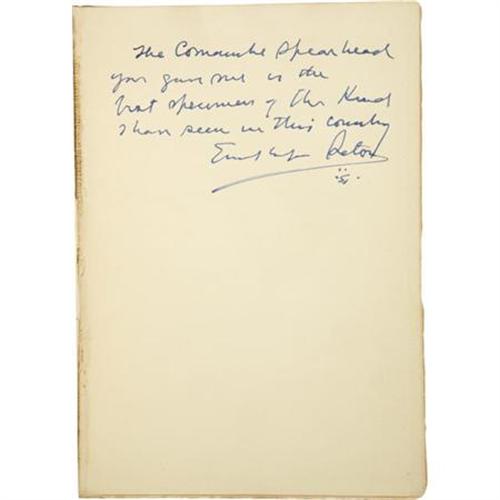 The Comanche Spearhead
you gave me is the
best specimen of the Kind
I have seen in this country
Ernest Thompson Seton